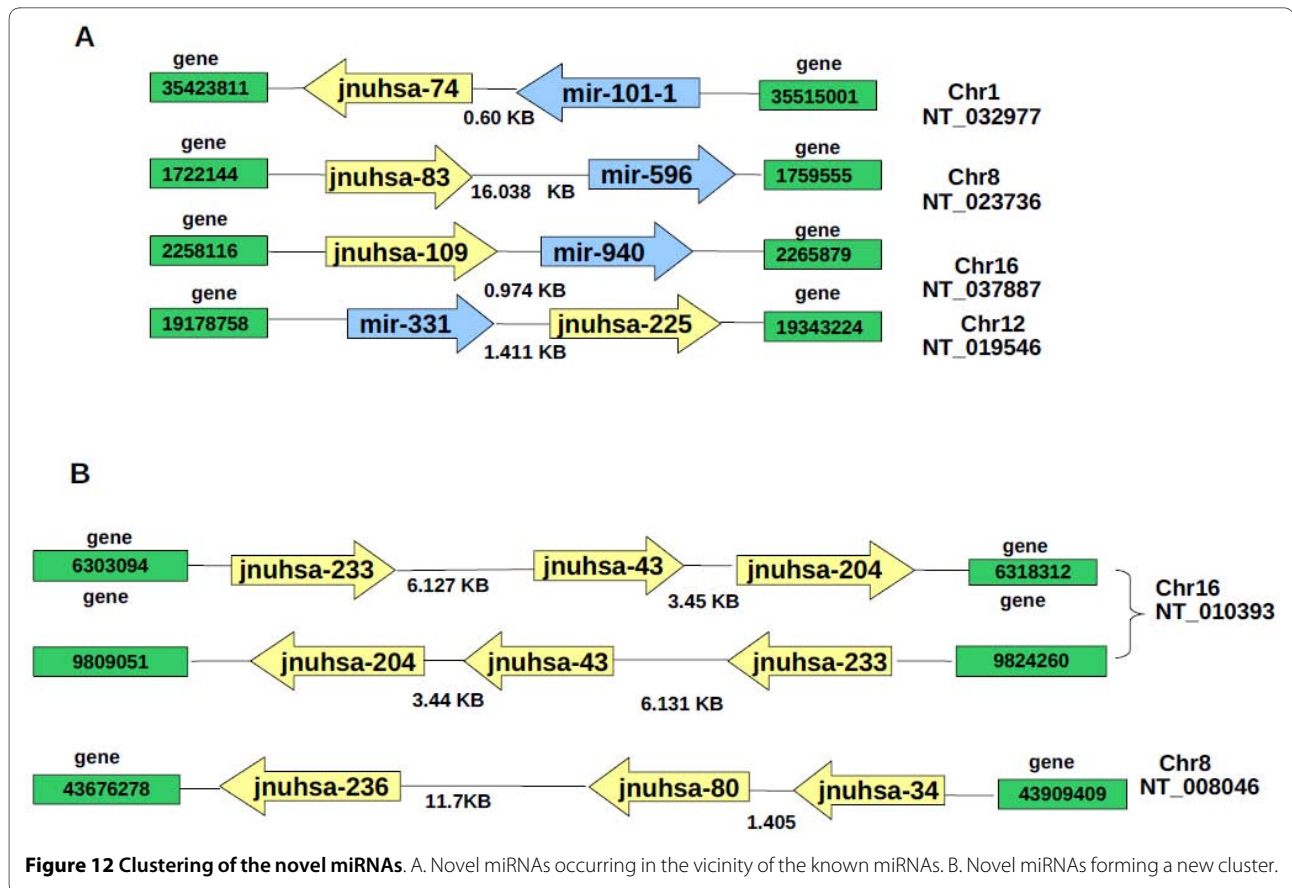 A
gene
gene
35423811
jnuhsa-74
mir-101-1
35515001
0.60 KB
Chr1
NT_032977
gene
gene
1722144
jnuhsa-83
mir-596
1759555
16.038 KB
Chr8
NT_023736
gene
gene
2258116
jnuhsa-109
mir-940
2265879
0.974 KB
Chr16
NT_037887
gene
gene
19178758
mir-331
jnuhsa-225
19343224
1.411 KB
Chr12
NT_019546
B
gene
gene
6303094
jnuhsa-233
jnuhsa-43
jnuhsa-204
6318312
6.127 KB
3.45 KB
Chr16
NT_010393
gene
gene
9809051
jnuhsa-204
jnuhsa-43
jnuhsa-233
9824260
3.44 KB
6.131 KB
gene
gene
43676278
jnuhsa-236
jnuhsa-80
jnuhsa-34
43909409
11.7KB
1.405
Chr8
NT_008046
Figure 12 Clustering of the novel miRNAs. A. Novel miRNAs occurring in the vicinity of the known miRNAs. B. Novel miRNAs forming a new cluster.